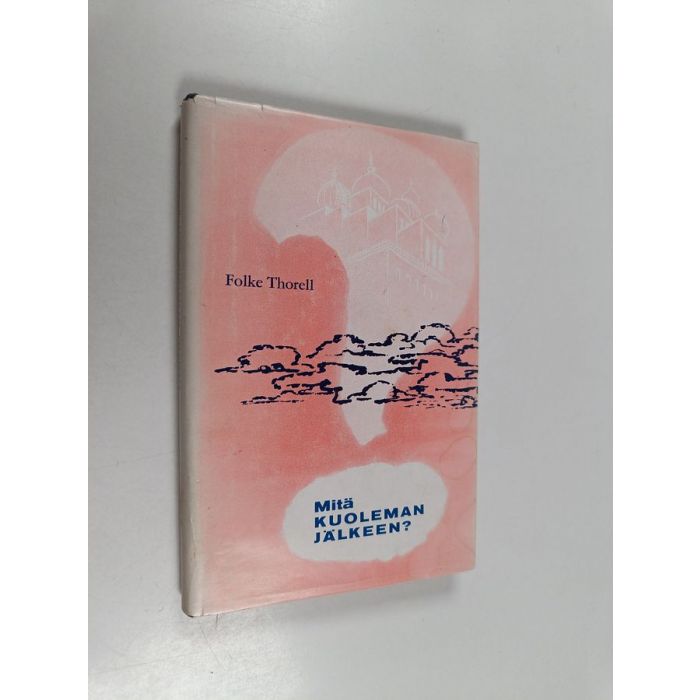 Folke Thorell
Mitä
KUOLEMAN
JÄLKEEN?